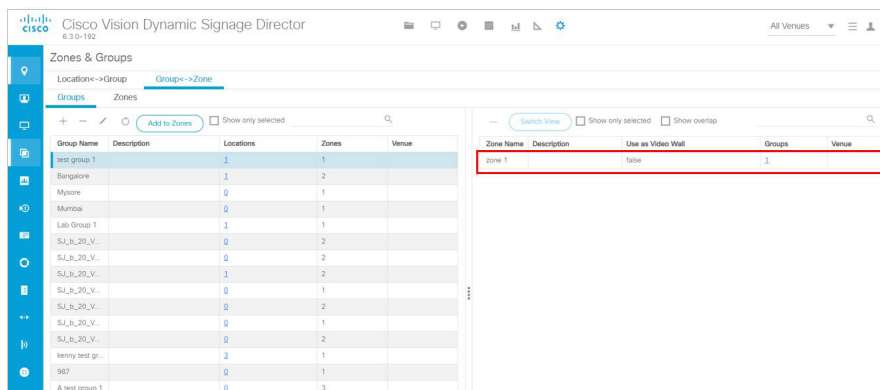 CISCO
Cisco Vision Dynamic Signage Director
6.3.0-192
All Venues
Zones & Groups
Location<->Group Group<->Zone
Groups Zones
Add to Zones Show only selected
Group Name Description Locations Zones Venue
test group 1 1 1
Bangalore 1 2
Mysore 0 1
Mumbai 0 1
Lab Group 1 1 1
SJ_b_20_V... 0 2
SJ_b_20_V... 0 2
SJ_b_20_V... 1 2
SJ_b_20_V... 0 1
SJ_b_20_V... 0 2
SJ_b_20_V... 0 1
SJ_b_20_V... 0 2
kenny test gr... 3 1
987 0 1
A test group 1 0 3
Switch View Show only selected Show overlap
Zone Name Description Use as Video Wall Groups Venue
zone 1 false 1